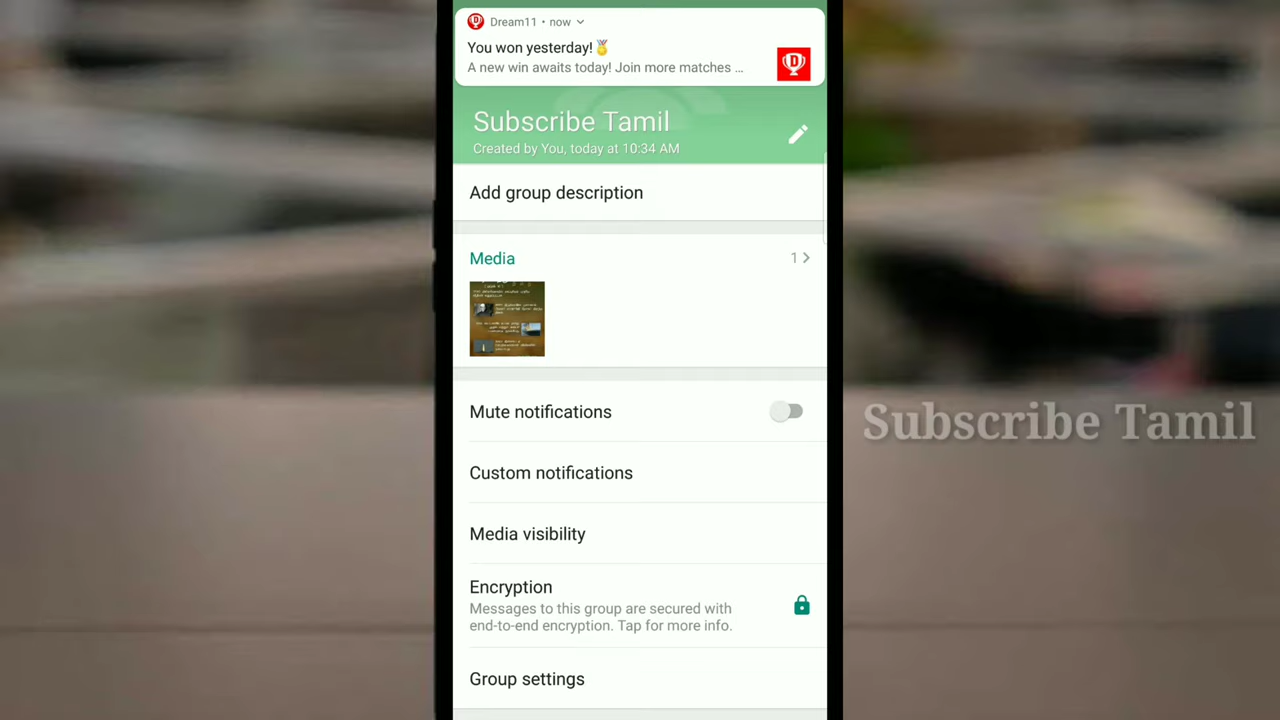 Dream11 • now
You won yesterday!🏅
A new win awaits today! Join more matches ...
Subscribe Tamil
Created by You, today at 10:34 AM
Add group description
Media
1
Mute notifications
Custom notifications
Media visibility
Encryption
Messages to this group are secured with
end-to-end encryption. Tap for more info.
Group settings
Subscribe Tamil